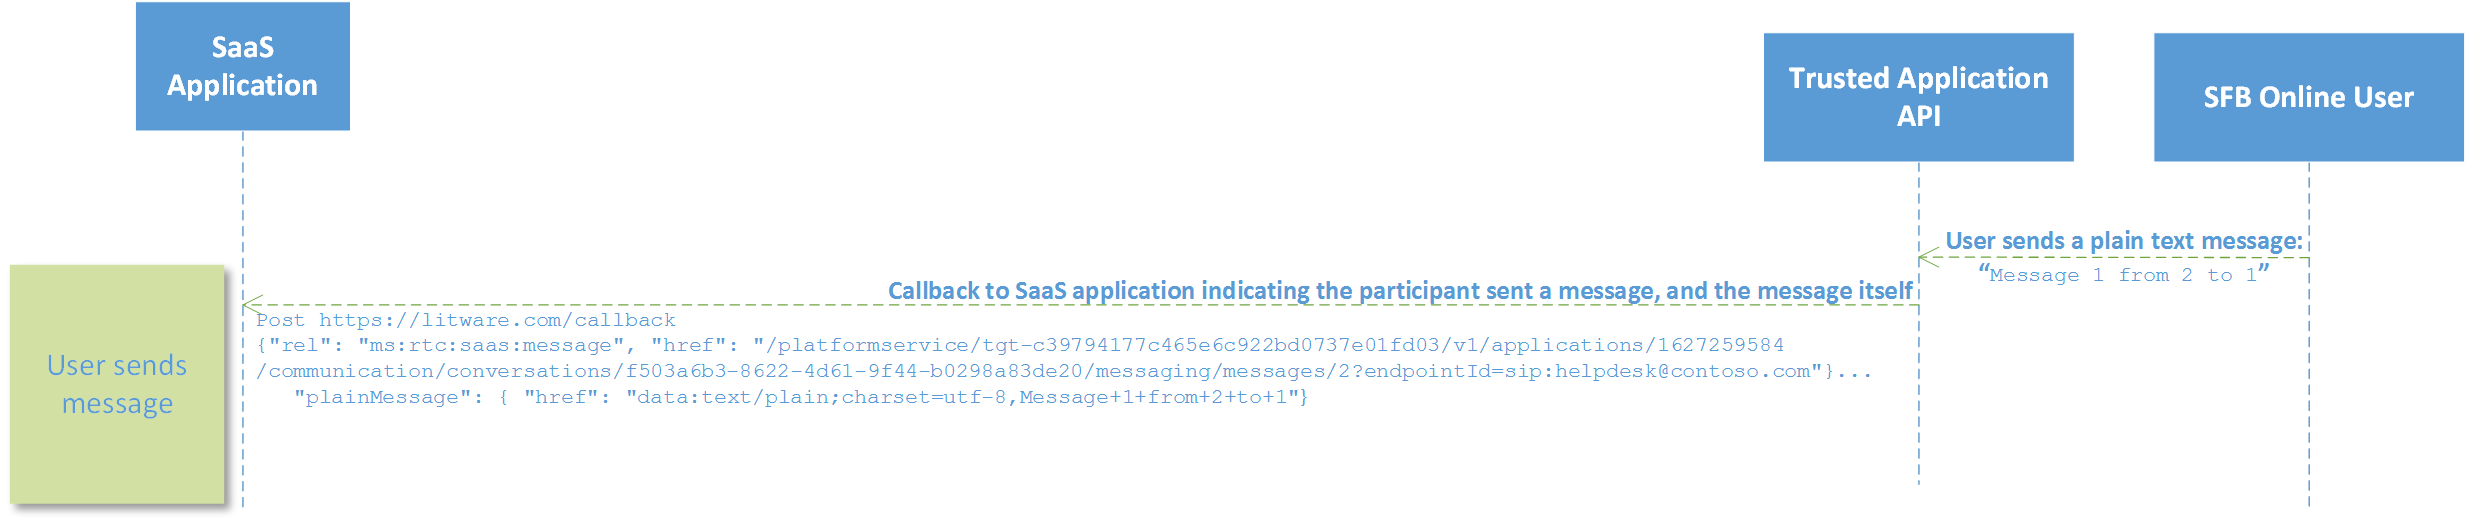 SaaS
Application
Trusted Application
API
SFB Online User
User sends a plain text message:
“Message 1 from 2 to 1”
Callback to SaaS application indicating the participant sent a message, and the message itself
Post https://litware.com/callback
{"rel": "ms:rtc:saas:message", "href": "/platformservice/tgt-c39794177c465e6c922bd0737e01fd03/v1/applications/1627259584
/communication/conversations/f503a6b3-8622-4d61-9f44-b0298a83de20/messaging/messages/2?endpointId=sip:helpdesk@contoso.com"}...
"plainMessage": { "href": "data:text/plain;charset=utf-8,Message+1+from+2+to+1"}
User sends
message